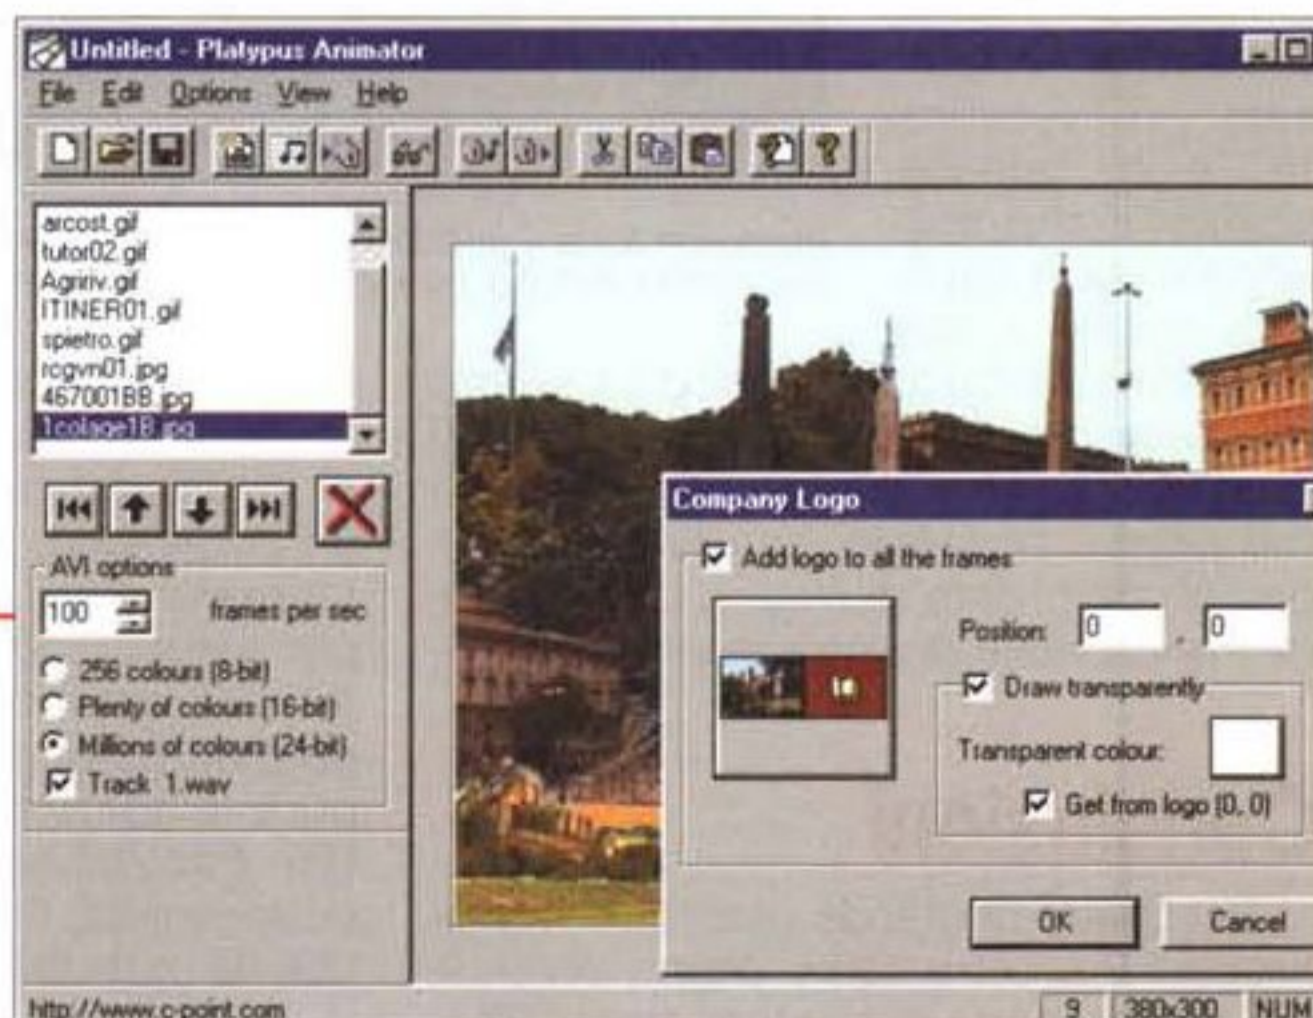 Untitled - Platypus Animator
File Edit Options View Help
arcost.gif
tutor02.gif
Agririv.gif
ITINER01.gif
spietro.gif
rcgvn01.jpg
467001BB.jpg
1colage1B.jpg
AVI options
100 frames per sec
256 colours (8-bit)
Plenty of colours (16-bit)
Millions of colours (24-bit)
Track 1.wav
Company Logo
Add logo to all the frames
Position: 0 , 0
Draw transparently
Transparent colour:
Get from logo (0, 0)
OK Cancel
http://www.c-point.com 9 380x300 NUM